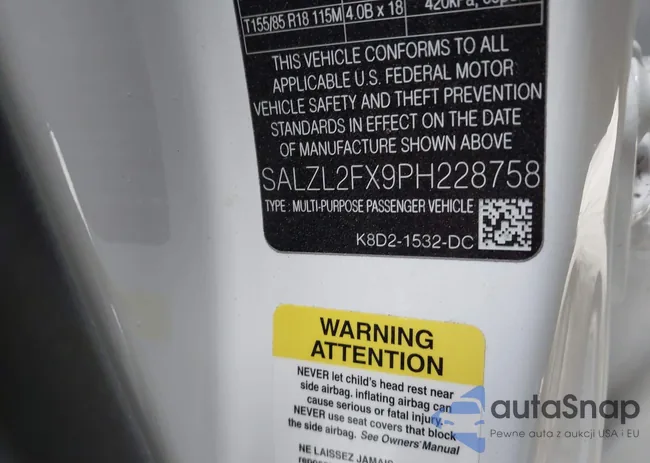 T155/85 R18 115M 4.0B x 18 420kPa,
THIS VEHICLE CONFORMS TO ALL
APPLICABLE U.S. FEDERAL MOTOR
VEHICLE SAFETY AND THEFT PREVENTION
STANDARDS IN EFFECT ON THE DATE
OF MANUFACTURE SHOWN ABOVE
SALZL2FX9PH228758
TYPE : MULTI-PURPOSE PASSENGER VEHICLE
K8D2-1532-DC
WARNING
ATTENTION
NEVER let child's head rest near
side airbag. inflating airbag can
cause serious or fatal injury.
NEVER use seat covers that block
the side airbag. See Owners' Manual
NE LAISSEZ JAMAIS
autaSnap
Pewne auta z aukcji USA i EU